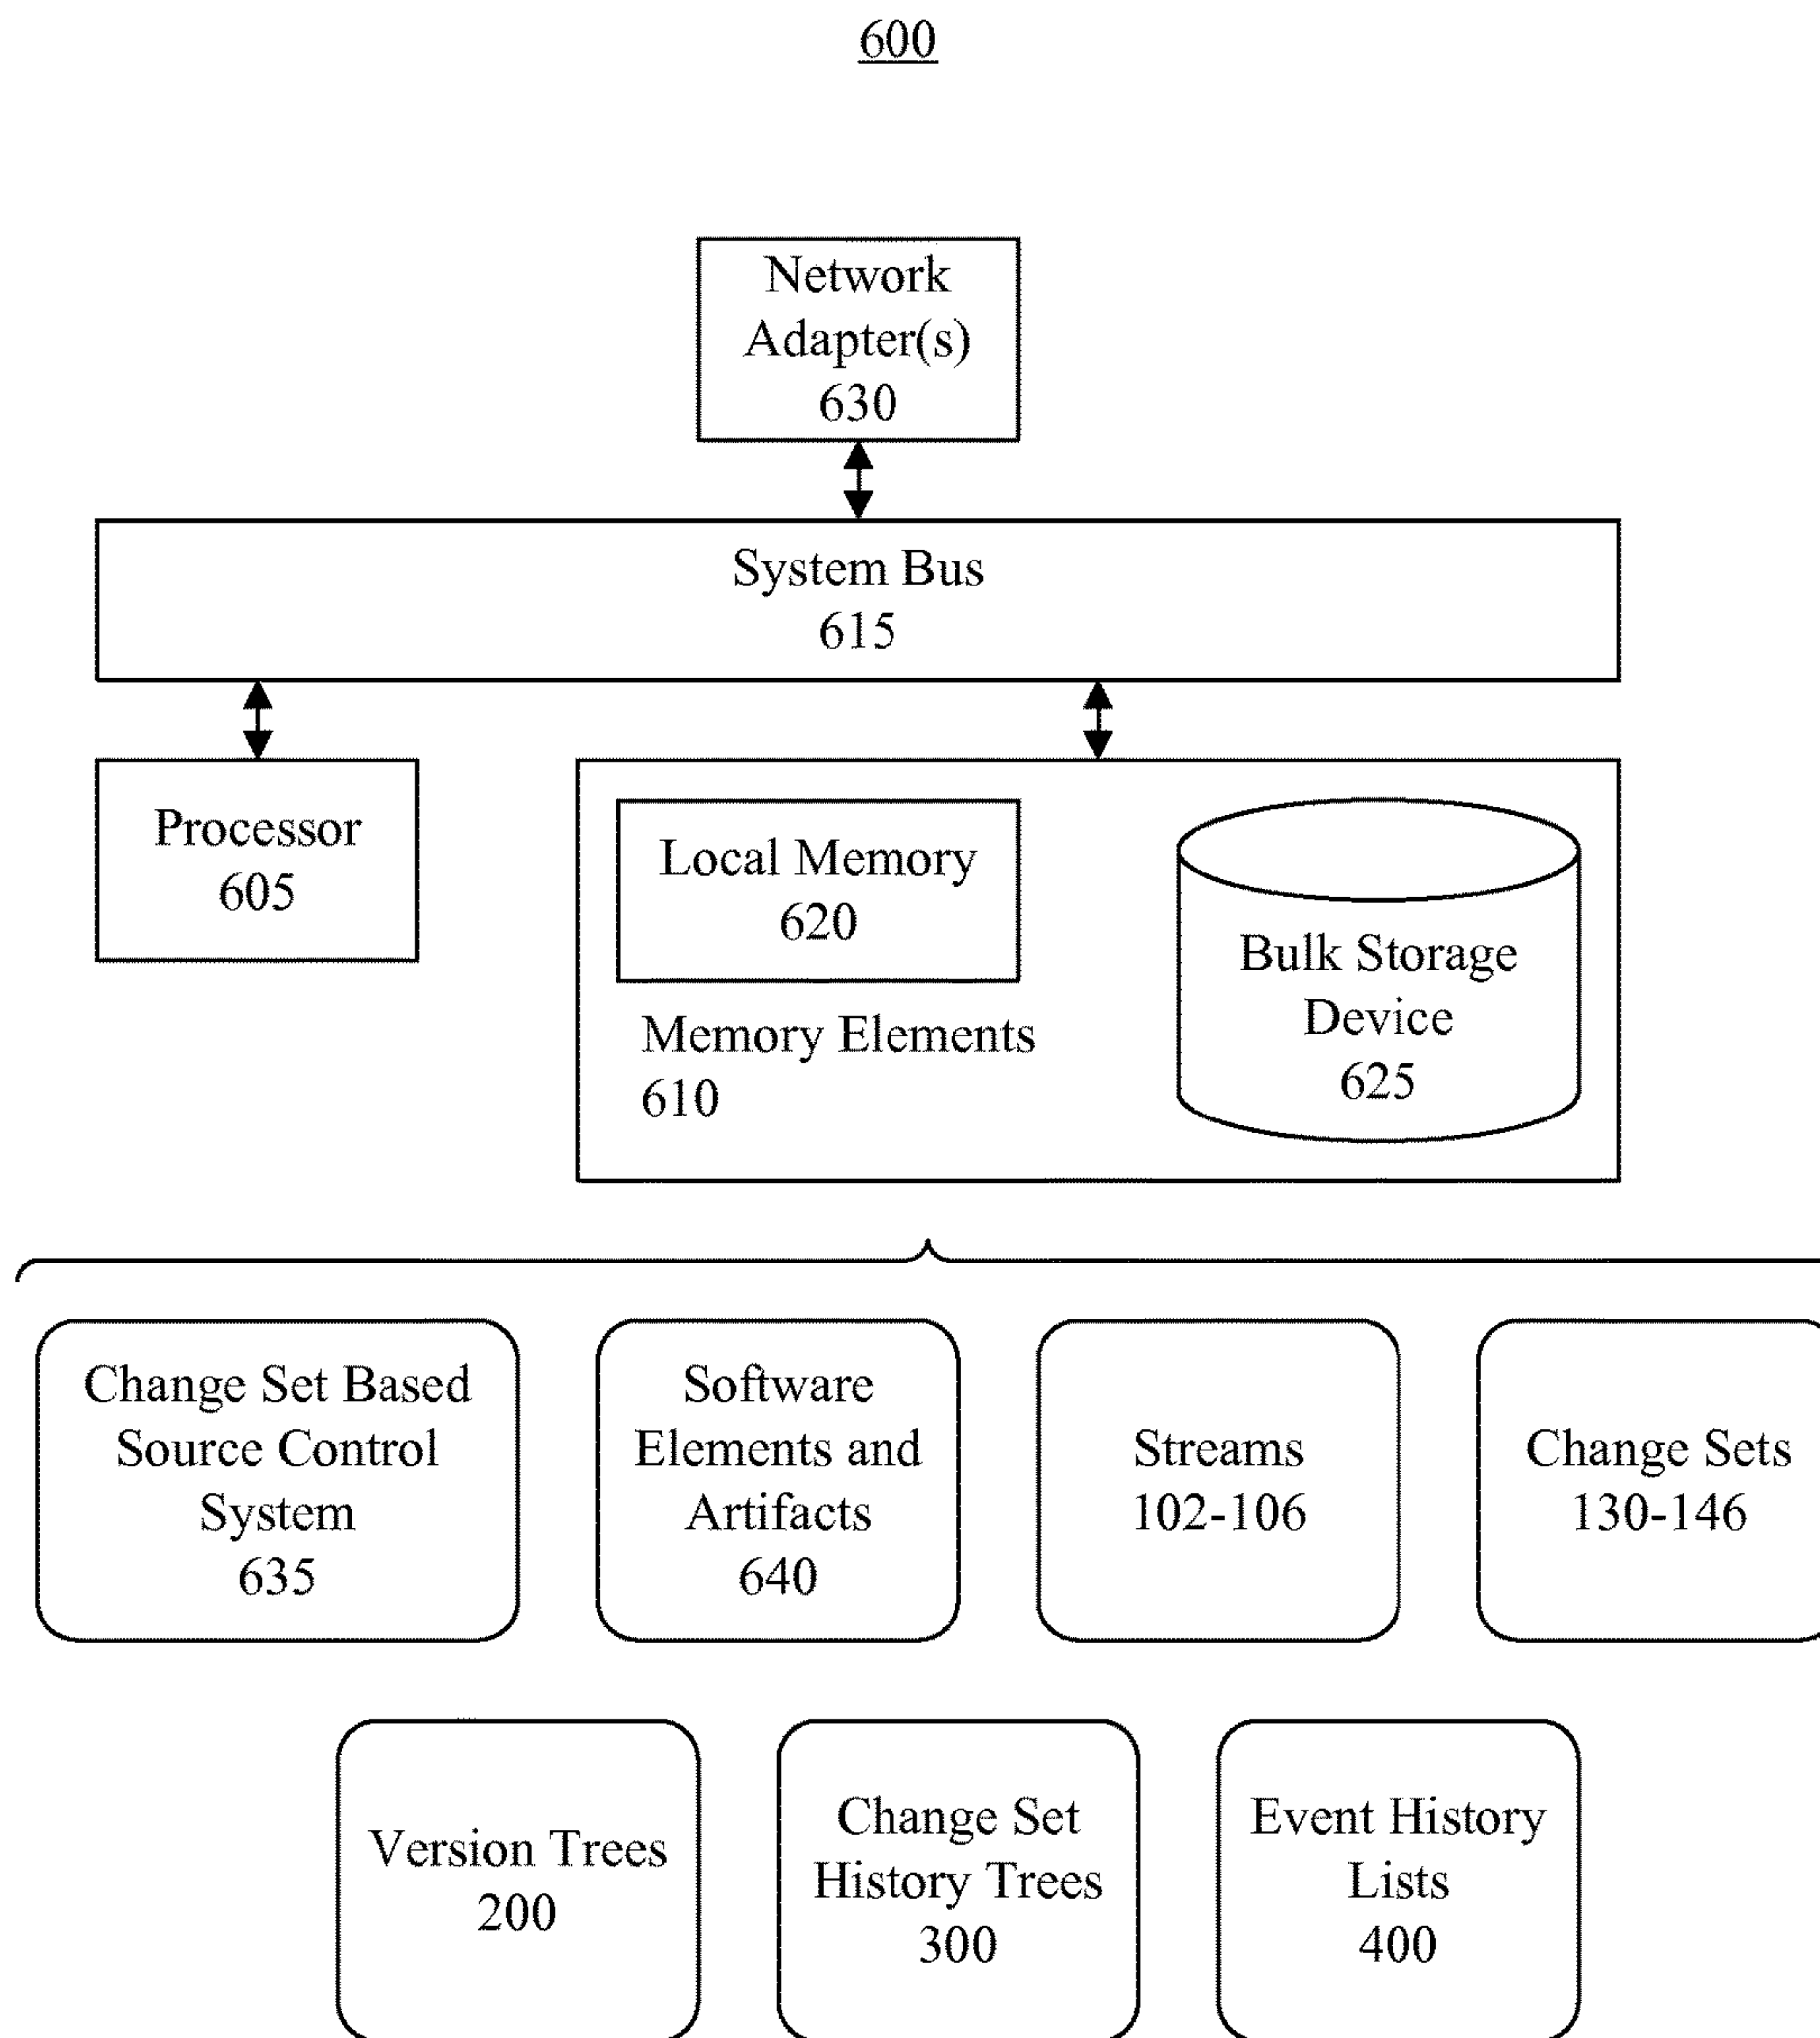 600
Network
Adapter(s)
630
System Bus
615
Processor
605
Local Memory
620
Memory Elements
610
Bulk Storage
Device
625
Change Set Based
Source Control
System
635
Software
Elements and
Artifacts
640
Streams
102-106
Change Sets
130-146
Version Trees
200
Change Set
History Trees
300
Event History
Lists
400